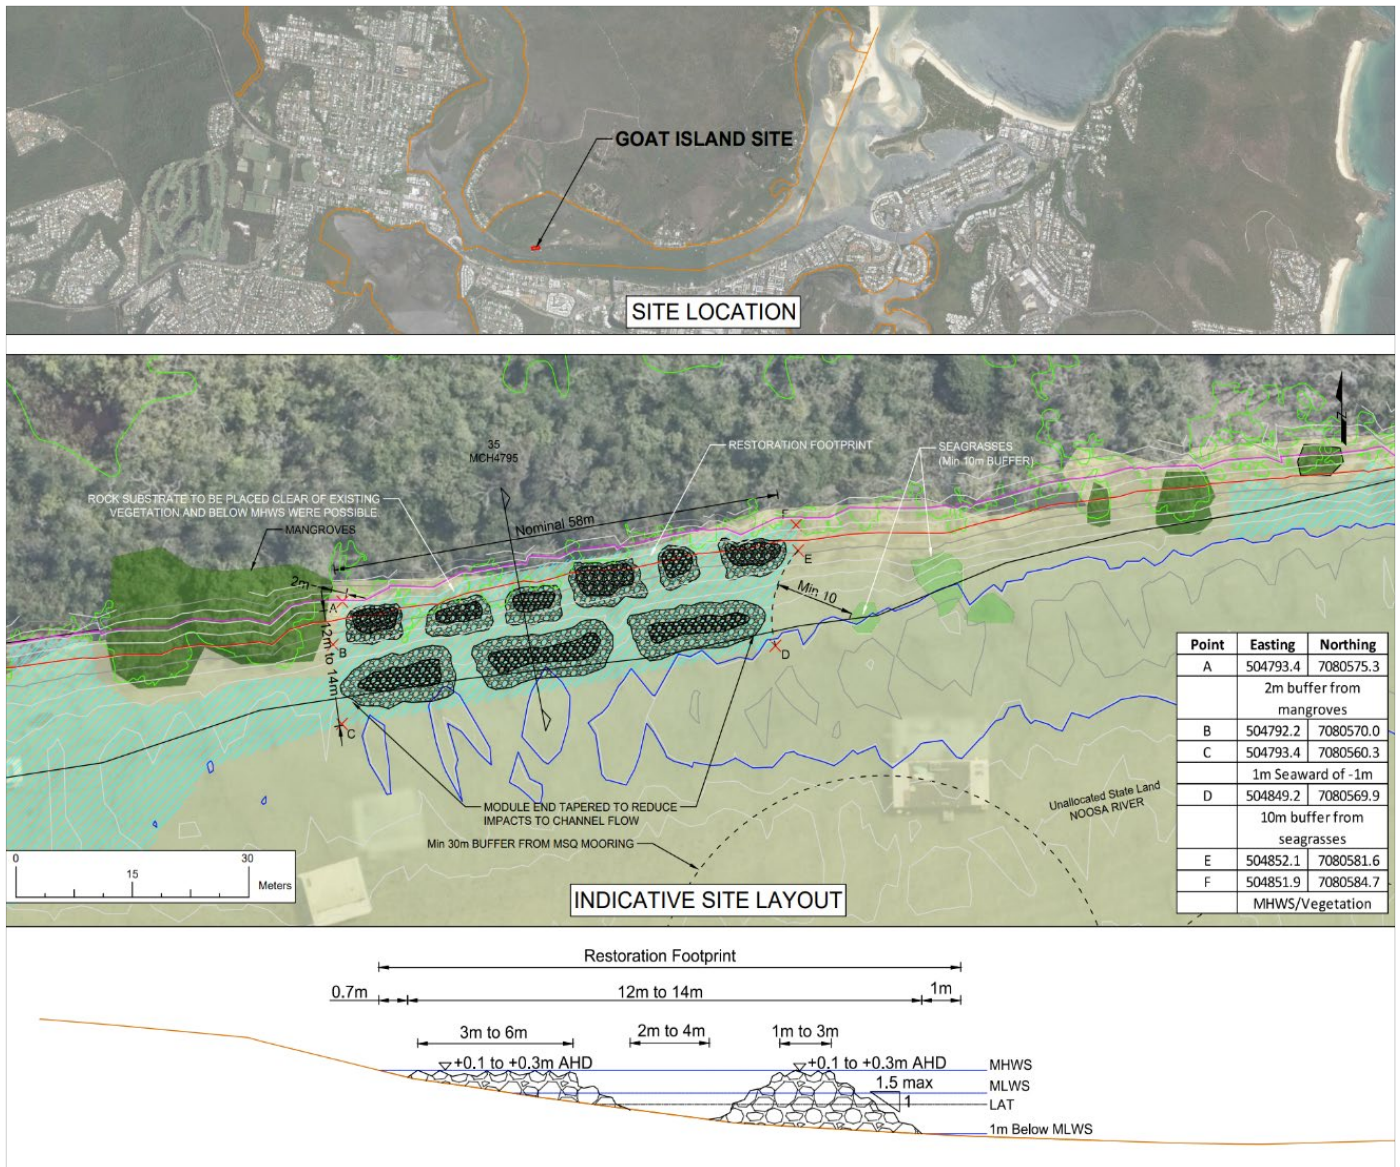 GOAT ISLAND SITE
SITE LOCATION
35
MCH4795
RESTORATION FOOTPRINT
SEAGRASSES
(Min 10m BUFFER)
ROCK SUBSTRATE TO BE PLACED CLEAR OF EXISTING
VEGETATION AND BELOW MHWS WERE POSSIBLE
MANGROVES
Nominal 58m
F
E
2m
A
Min 10
B
12m to 14m
D
C
MODULE END TAPERED TO REDUCE
IMPACTS TO CHANNEL FLOW
Min 30m BUFFER FROM MSQ MOORING
Unallocated State Land
NOOSA RIVER
0 30
15 Meters
INDICATIVE SITE LAYOUT
Point Easting Northing
A 504793.4 7080575.3
2m buffer from
mangroves
B 504792.2 7080570.0
C 504793.4 7080560.3
1m Seaward of -1m
D 504849.2 7080569.9
10m buffer from
seagrasses
E 504852.1 7080581.6
F 504851.9 7080584.7
MHWS/Vegetation
Restoration Footprint
0.7m 12m to 14m 1m
3m to 6m 2m to 4m 1m to 3m
+0.1 to +0.3m AHD +0.1 to +0.3m AHD MHWS
1.5 max MLWS
1 LAT
1m Below MLWS